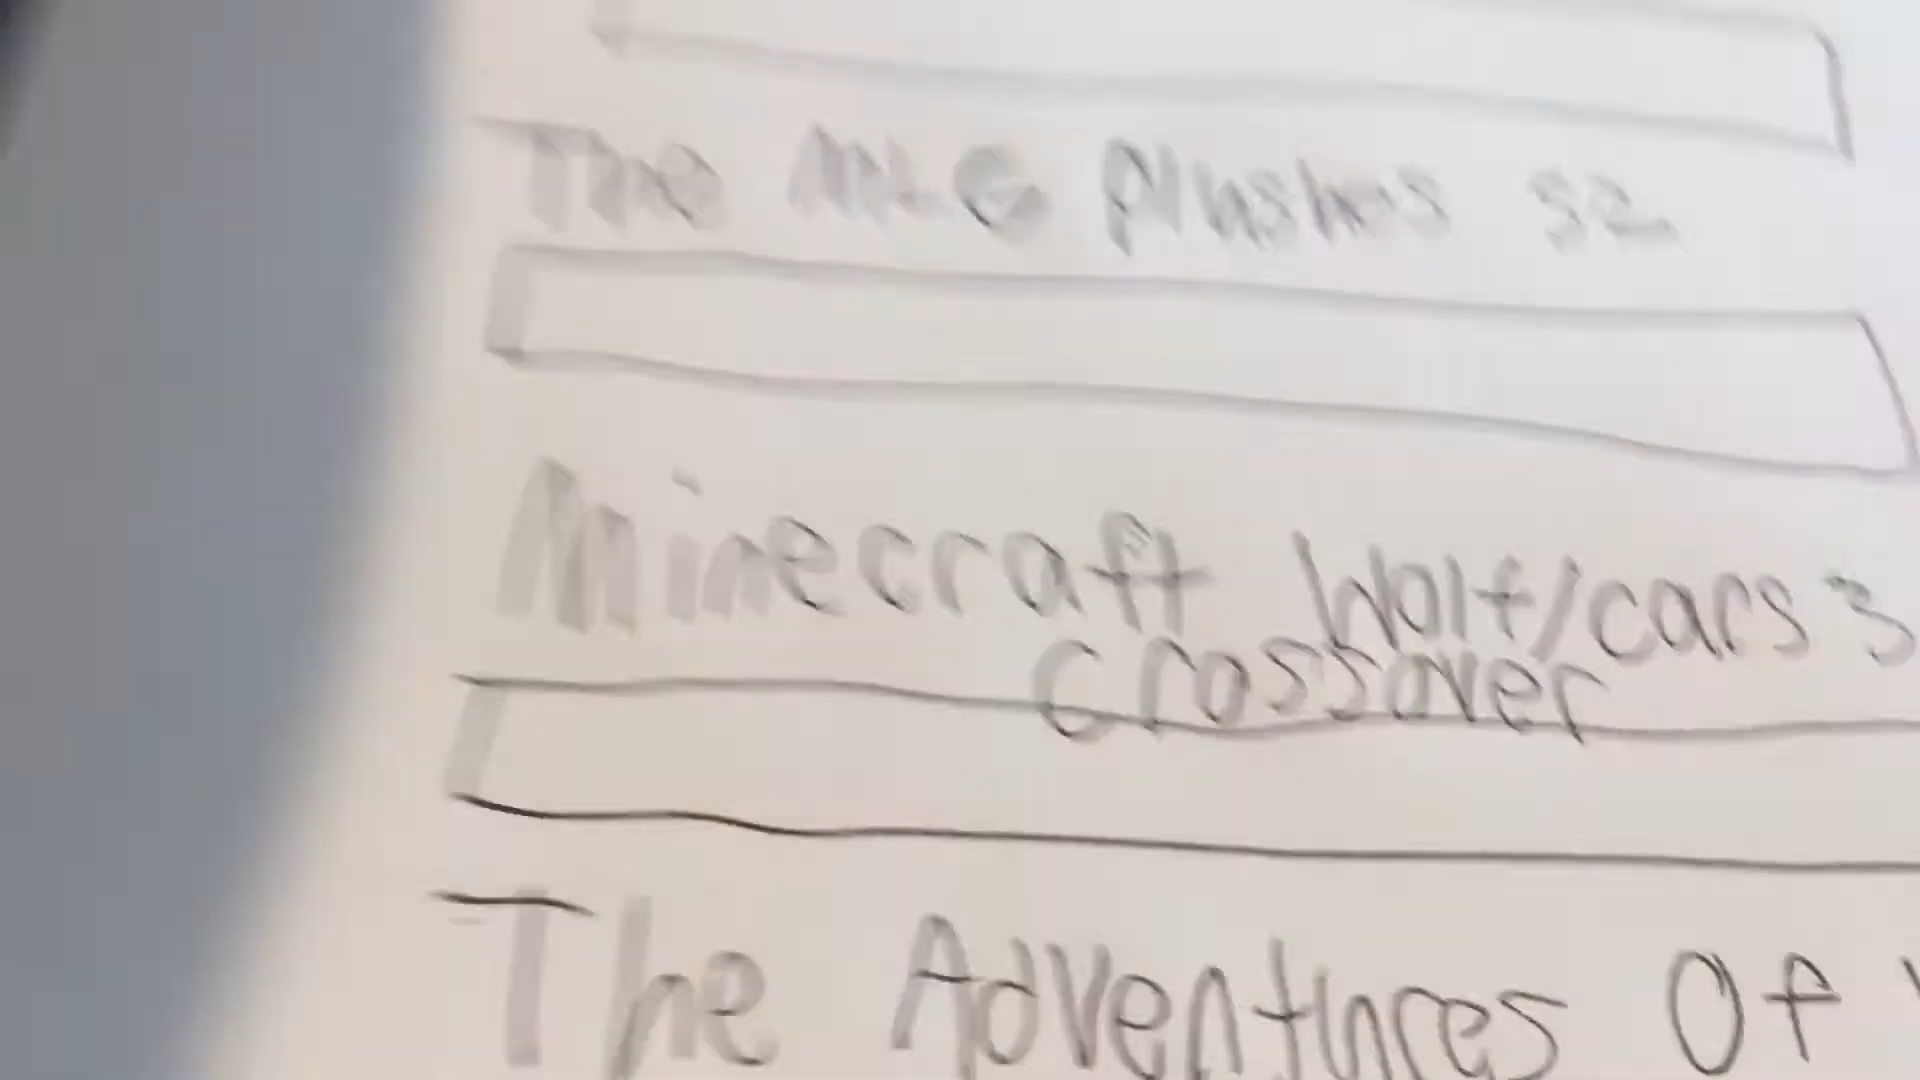 The MLG Plushes S2
Minecraft Wolf/cars 3
crossover
The Adventures Of